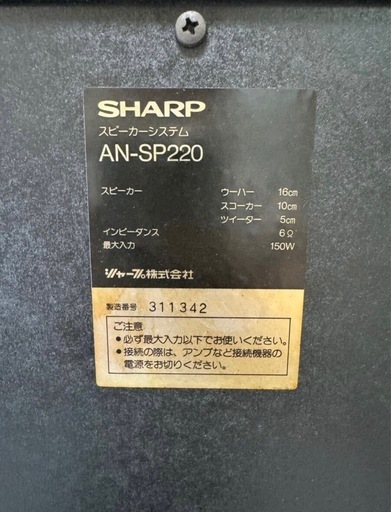 SHARP
スピーカーシステム
AN-SP220
スピーカー ウーハー 16cm
スコーカー 10cm
ツイーター 5cm
インピーダンス 6Ω
最大入力 150W
シャープ株式会社
製造番号 311342
ご注意
●必ず最大入力以下でお使いください。
●接続の際は、アンプなど接続機器の
電源をお切りください。